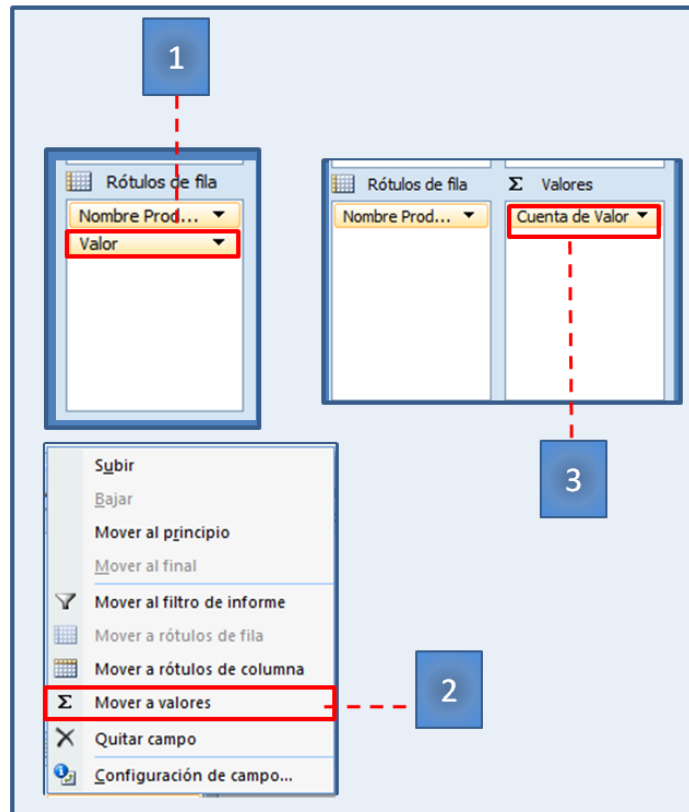 1
Rótulos de fila
Nombre Prod...
Valor
Rótulos de fila
Σ Valores
Nombre Prod...
Cuenta de Valor
3
Subir
Bajar
Mover al principio
Mover al final
Mover al filtro de informe
Mover a rótulos de fila
Mover a rótulos de columna
Σ Mover a valores
2
Quitar campo
Configuración de campo...